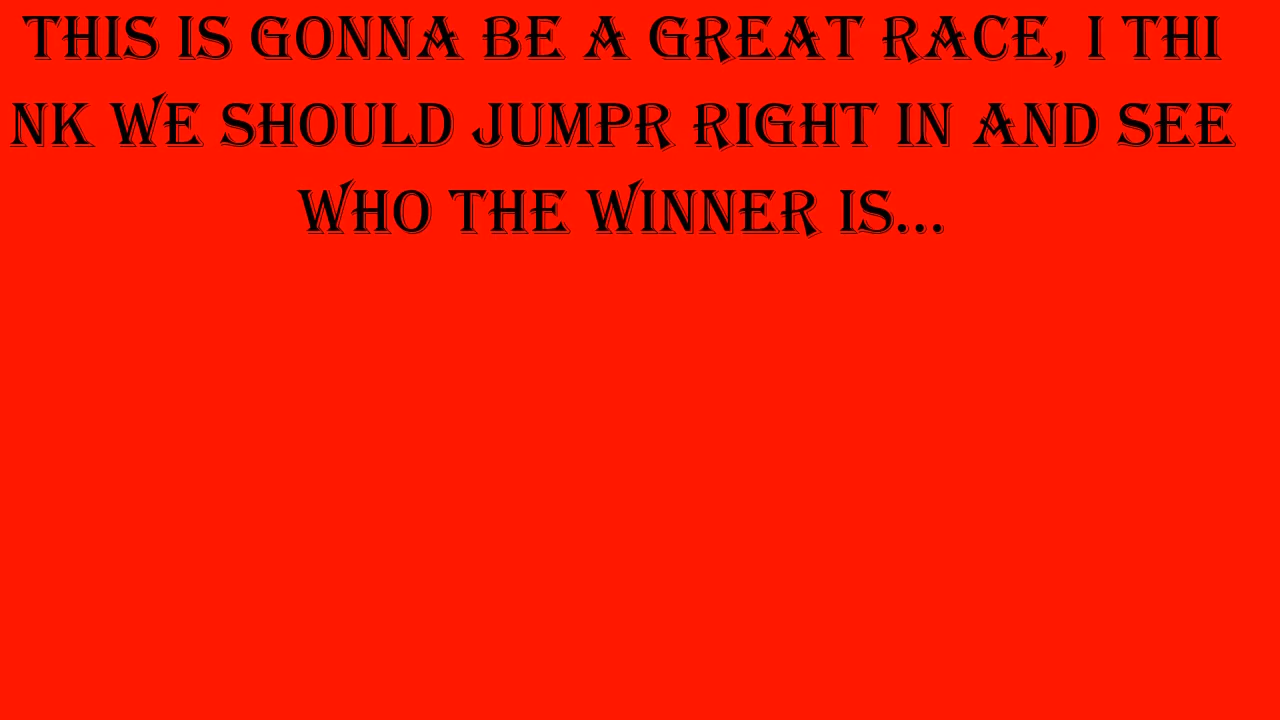 THIS IS GONNA BE A GREAT RACE, I THI
NK WE SHOULD JUMPR RIGHT IN AND SEE
WHO THE WINNER IS...